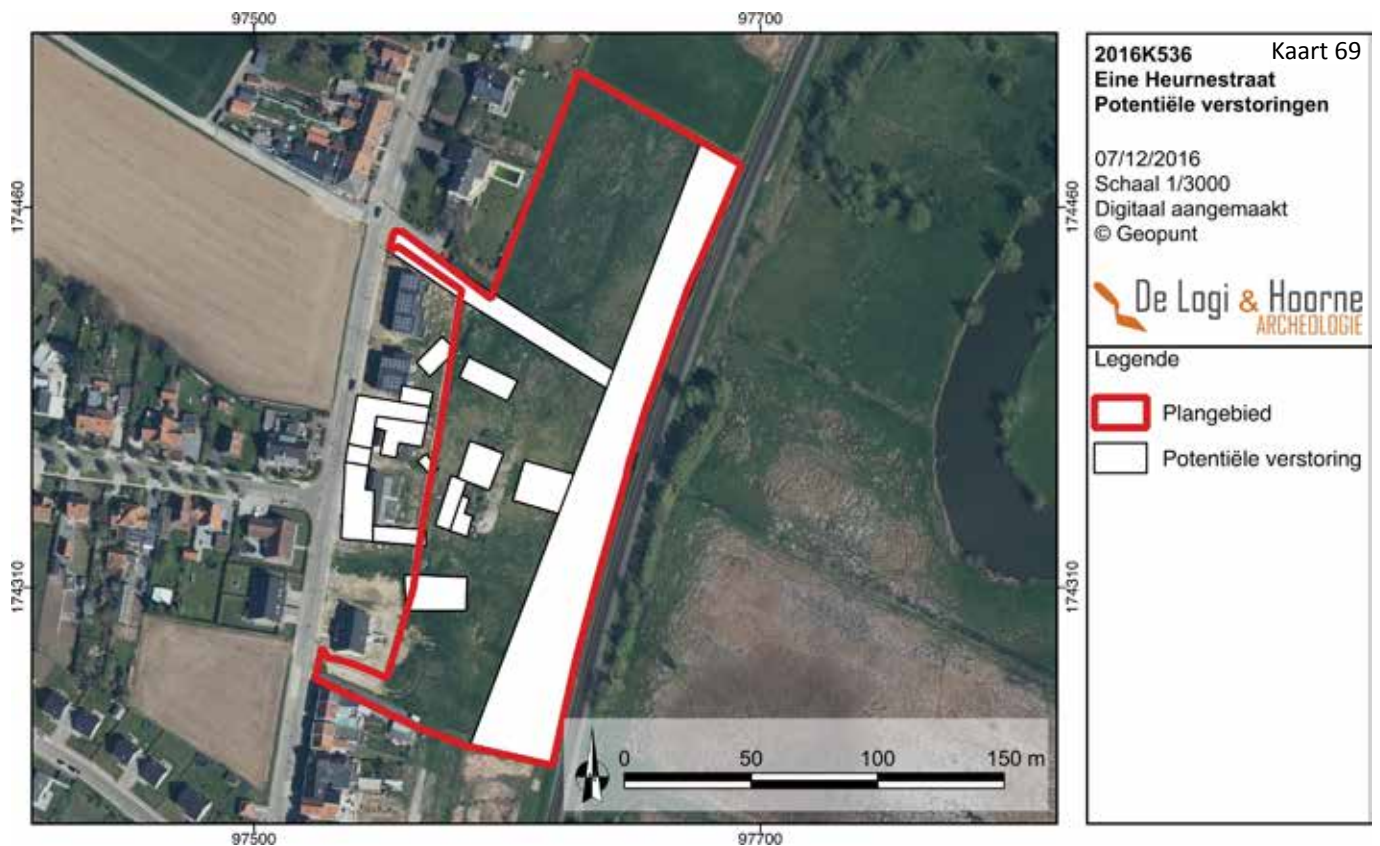 97500
97700
2016K536
Kaart 69
Eine Heurnestraat
Potentiële verstoringen
07/12/2016
Schaal 1/3000
Digitaal aangemaakt
© Geopunt
De Logi & Hoorne
ARCHEOLOGIE
Legende
Plangebied
Potentiële verstoring
174460
174460
174310
174310
0
50
100
150 m
97500
97700